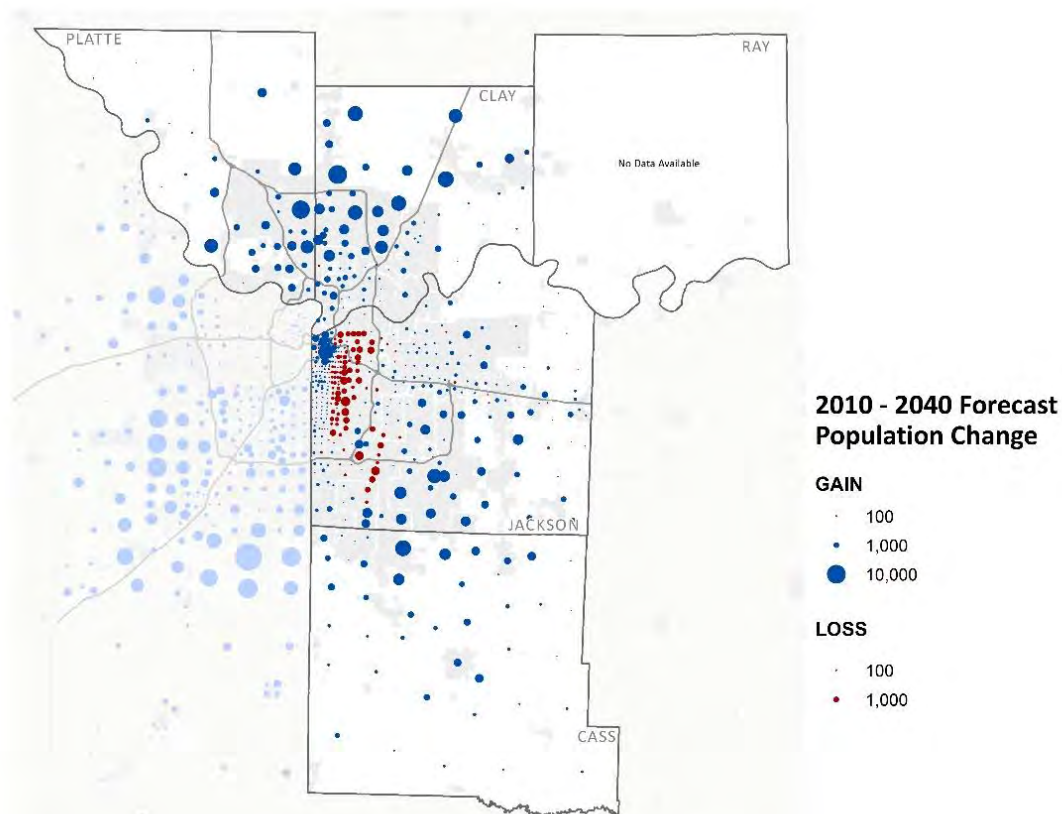 PLATTE
RAY
CLAY
No Data Available
2010 - 2040 Forecast
Population Change
GAIN
100
1,000
10,000
JACKSON
LOSS
100
1,000
CASS